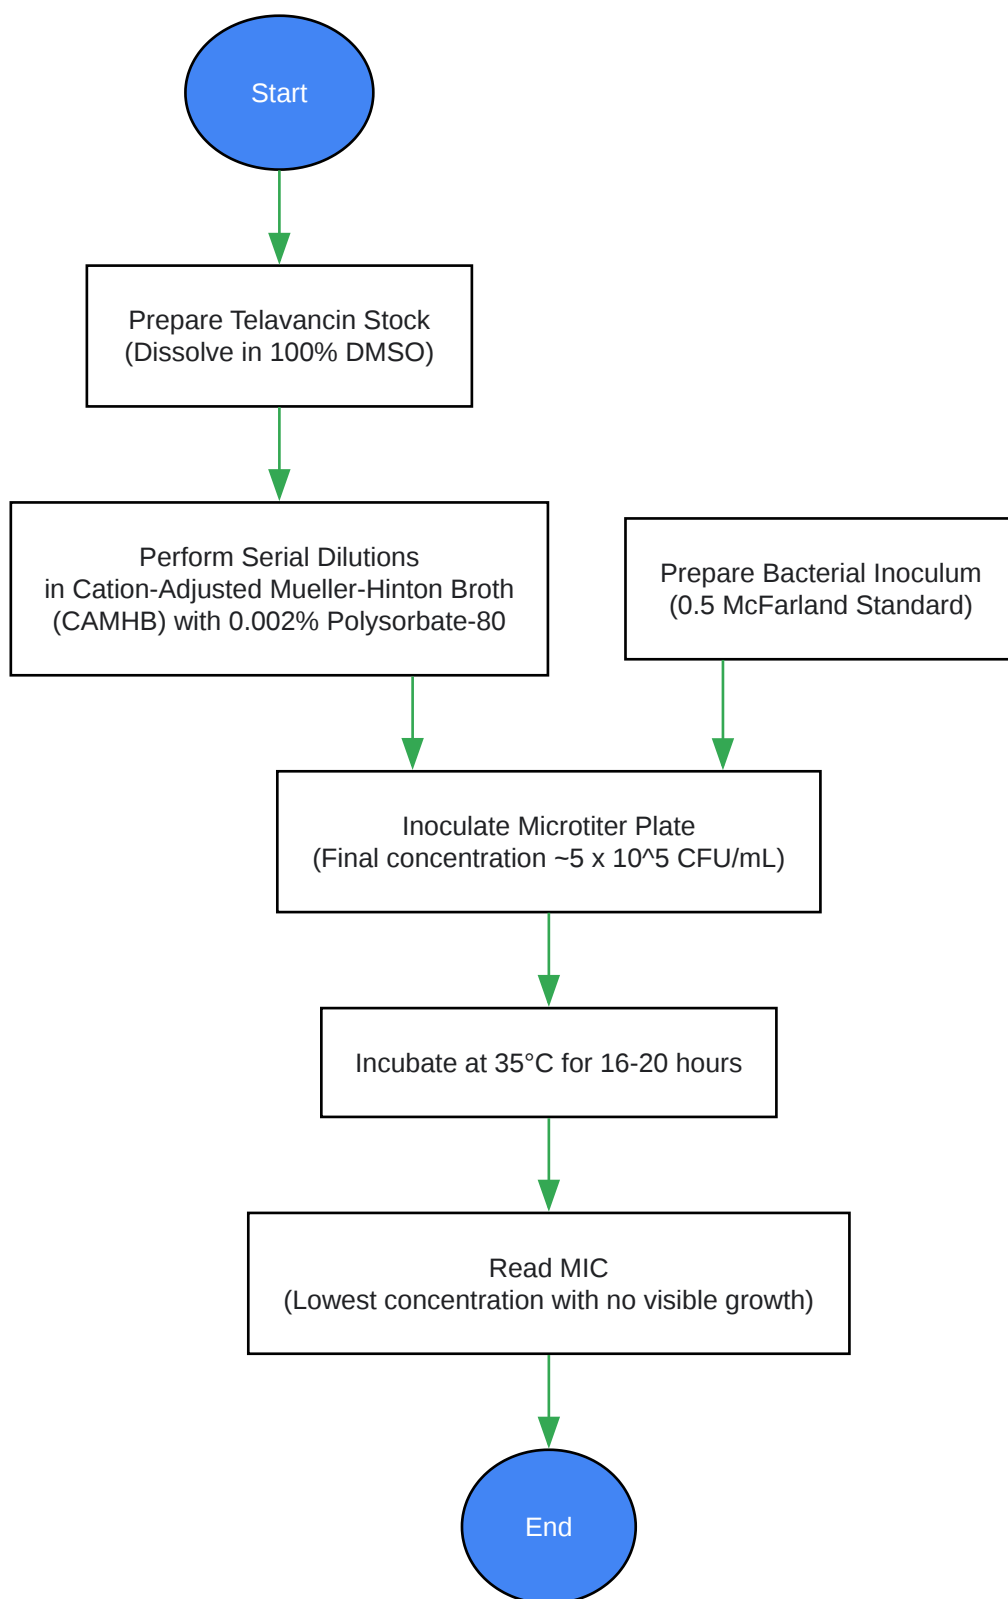 Start
Prepare Telavancin Stock
(Dissolve in 100% DMSO)
Perform Serial Dilutions
in Cation-Adjusted Mueller-Hinton Broth
(CAMHB) with 0.002% Polysorbate-80
Prepare Bacterial Inoculum
(0.5 McFarland Standard)
Inoculate Microtiter Plate
(Final concentration ~5 x 10^5 CFU/mL)
Incubate at 35°C for 16-20 hours
Read MIC
(Lowest concentration with no visible growth)
End